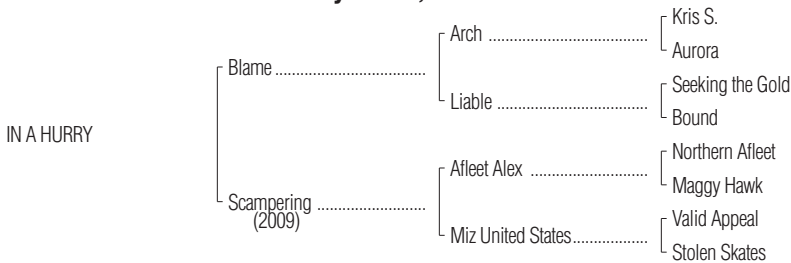 Kris S.
Arch
Aurora
Blame
Seeking the Gold
Liable
Bound
IN A HURRY
Northern Afleet
Afleet Alex
Maggy Hawk
Scampering
(2009)
Valid Appeal
Miz United States
Stolen Skates